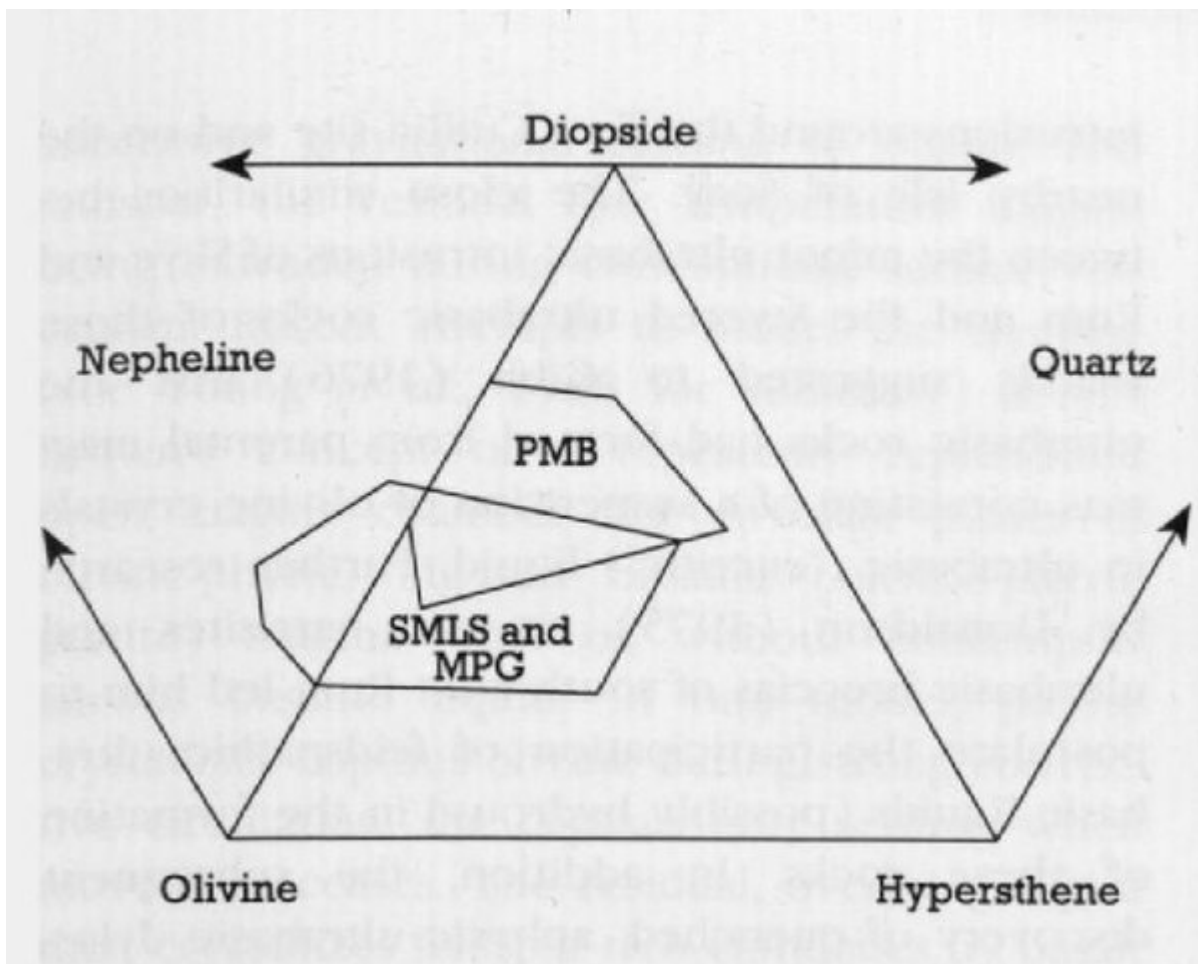 Diopside
Nepheline
Quartz
PMB
SMLS and
MPG
Olivine
Hypersthene